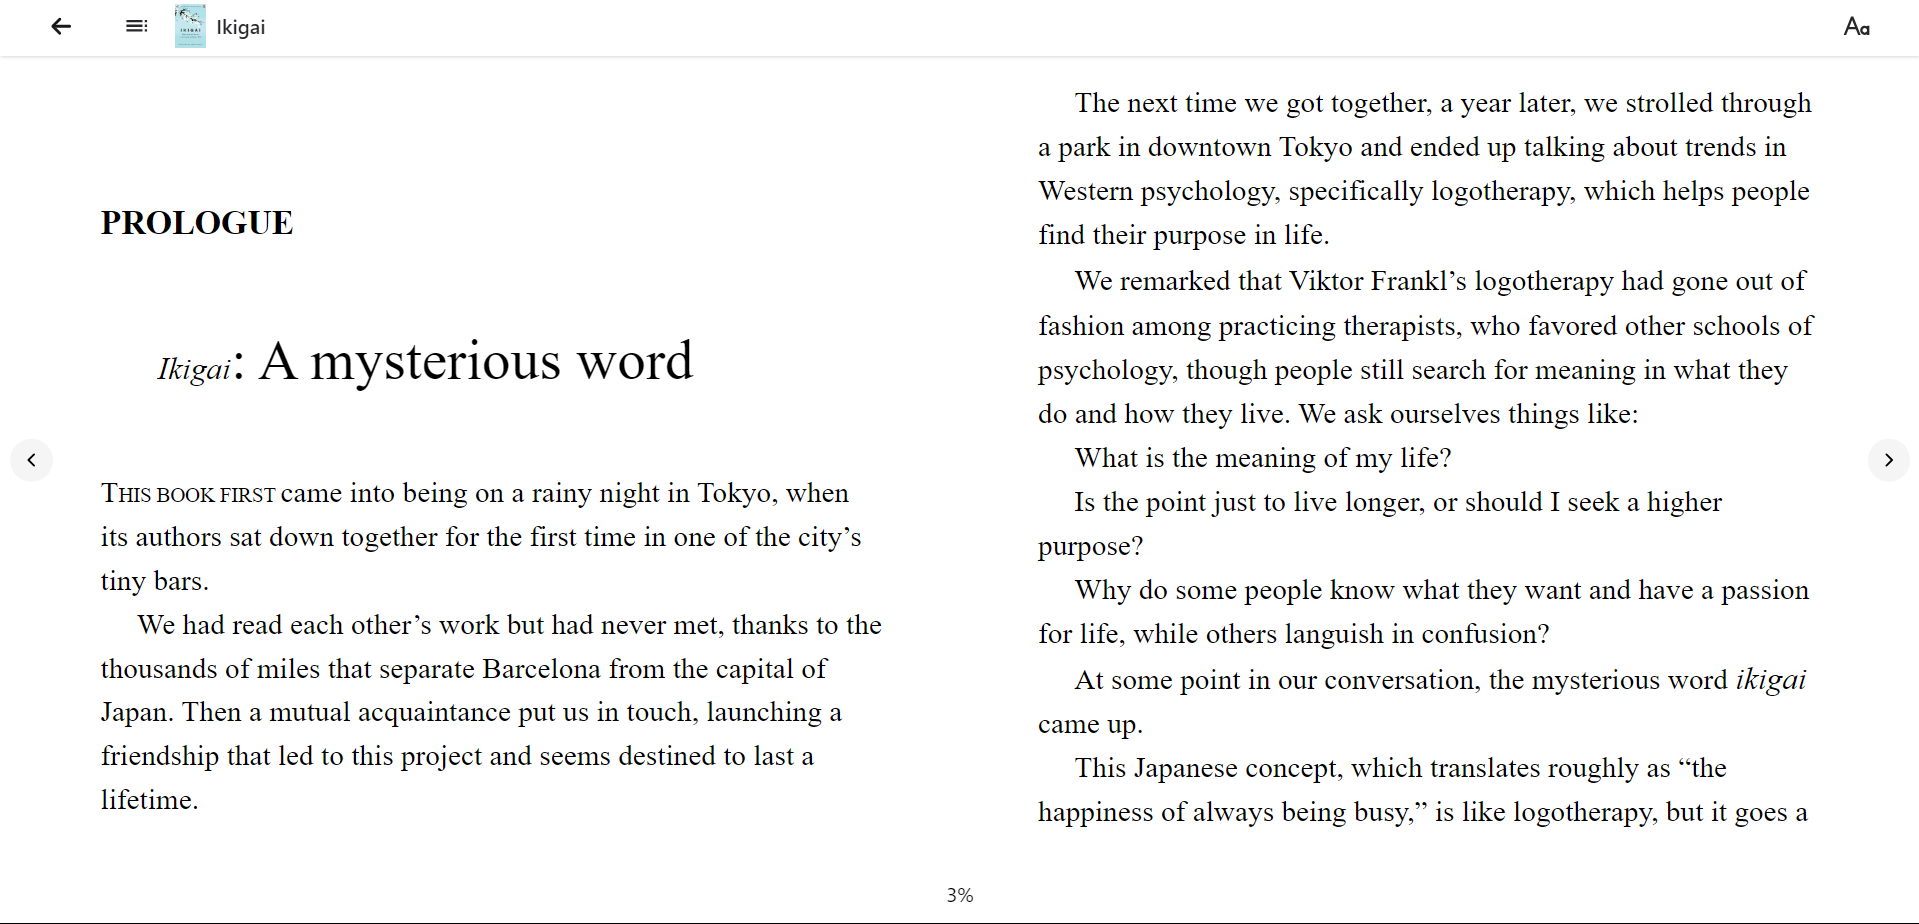 Ikigai
Aa
PROLOGUE
Ikigai: A mysterious word
THIS BOOK FIRST came into being on a rainy night in Tokyo, when
its authors sat down together for the first time in one of the city’s
tiny bars.
We had read each other’s work but had never met, thanks to the
thousands of miles that separate Barcelona from the capital of
Japan. Then a mutual acquaintance put us in touch, launching a
friendship that led to this project and seems destined to last a
lifetime.
The next time we got together, a year later, we strolled through
a park in downtown Tokyo and ended up talking about trends in
Western psychology, specifically logotherapy, which helps people
find their purpose in life.
We remarked that Viktor Frankl’s logotherapy had gone out of
fashion among practicing therapists, who favored other schools of
psychology, though people still search for meaning in what they
do and how they live. We ask ourselves things like:
What is the meaning of my life?
Is the point just to live longer, or should I seek a higher
purpose?
Why do some people know what they want and have a passion
for life, while others languish in confusion?
At some point in our conversation, the mysterious word ikigai
came up.
This Japanese concept, which translates roughly as “the
happiness of always being busy,” is like logotherapy, but it goes a
3%